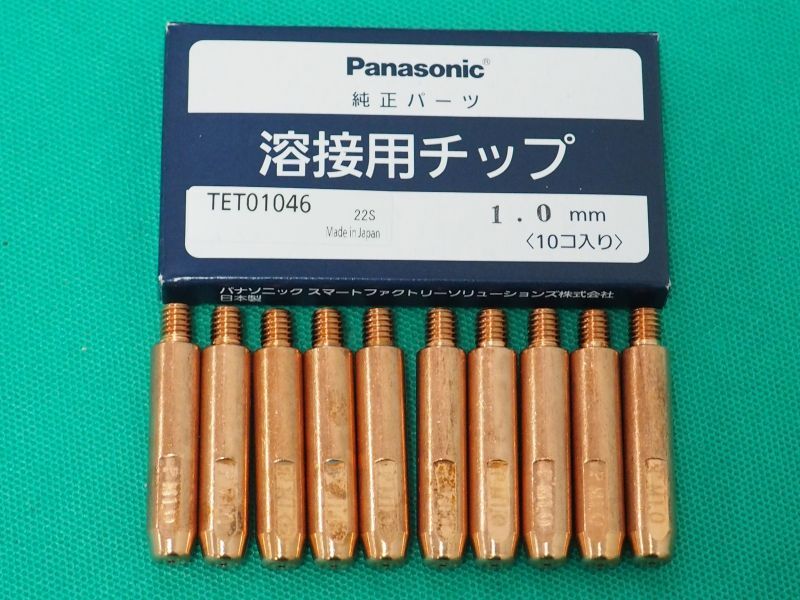 Panasonic®
純正パーツ
溶接用チップ
TET01046
22S
Made in Japan
1.0 mm
〈10コ入り〉
パナソニック スマートファクトリーソリューションズ株式会社
日本製